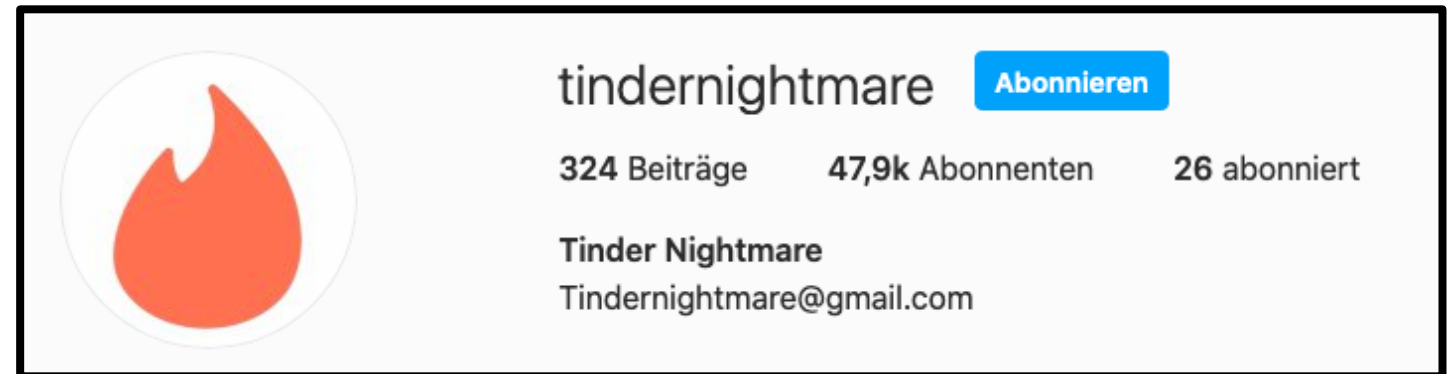 tindernightmare Abonnieren
324 Beiträge 47,9k Abonnenten 26 abonniert
Tinder Nightmare
Tindernightmare@gmail.com